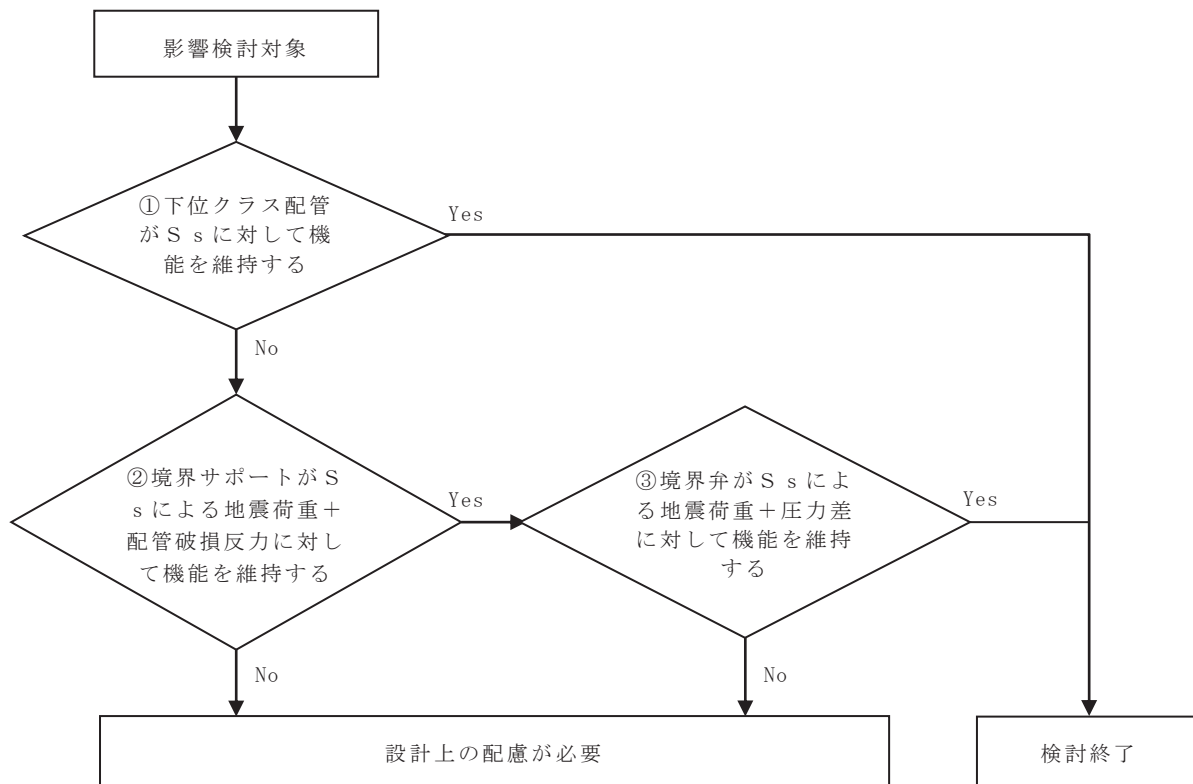 影響検討対象
①下位クラス配管
がＳｓに対して機
能を維持する
Yes
No
②境界サポートがＳ
ｓによる地震荷重＋
配管破損反力に対し
て機能を維持する
Yes
③境界弁がＳｓによ
る地震荷重＋圧力差
に対して機能を維持
する
Yes
No
No
設計上の配慮が必要
検討終了